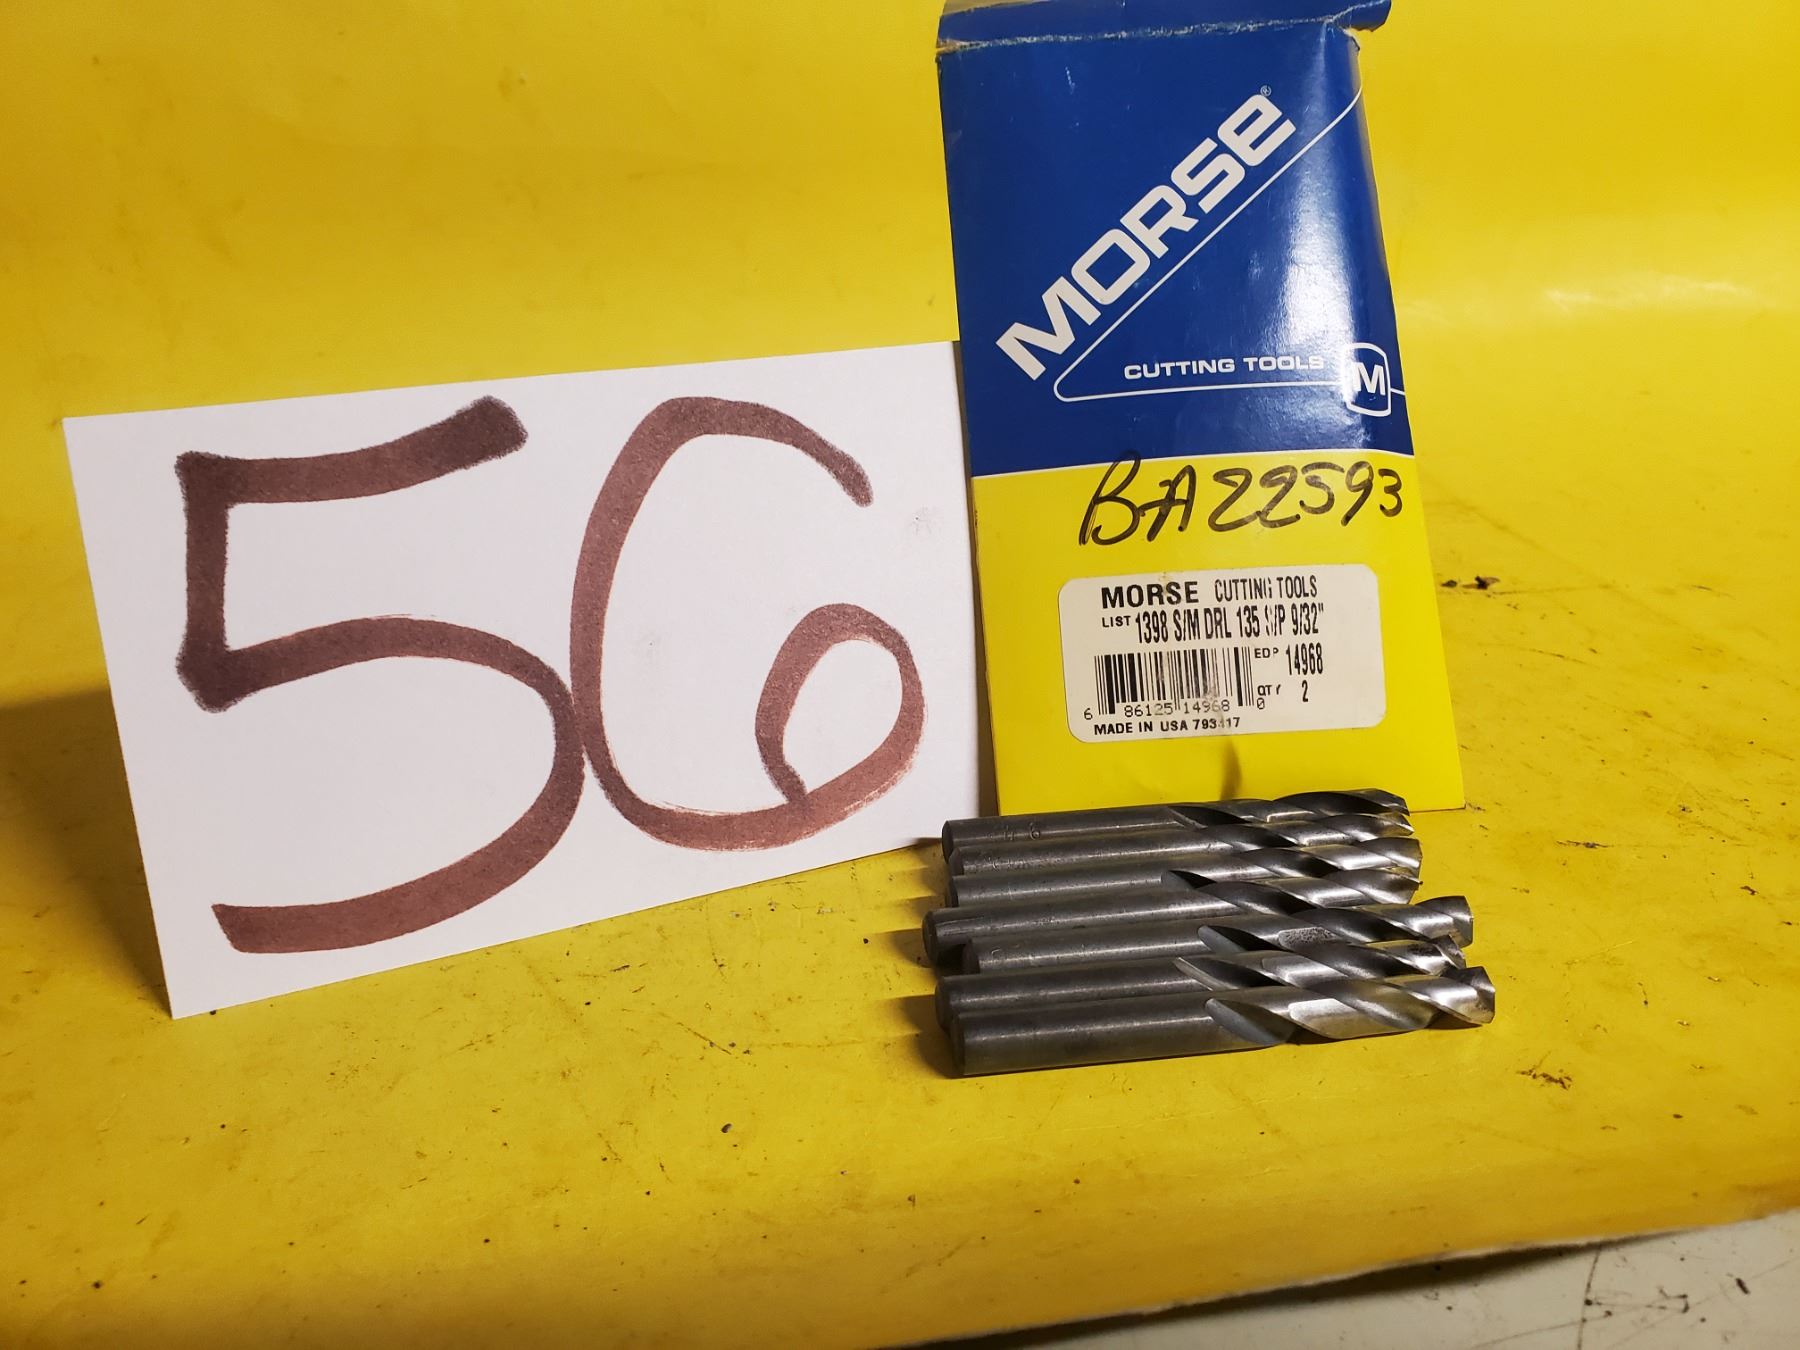 56
MORSE®
CUTTING TOOLS M
BA22593
MORSE CUTTING TOOLS
LIST 1398 S/M DRL 135 S/P 9/32"
EDP 14968
QTY 2
6 86125 14968 0
MADE IN USA